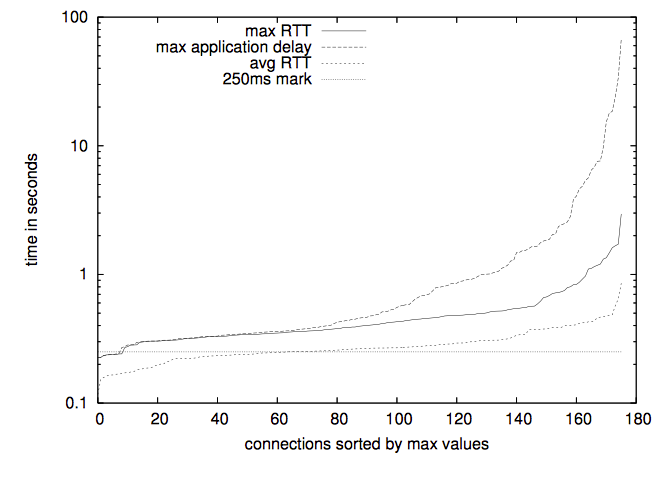 100
max RTT
max application delay
avg RTT
250ms mark
10
time in seconds
1
0.1
0 20 40 60 80 100 120 140 160 180
connections sorted by max values